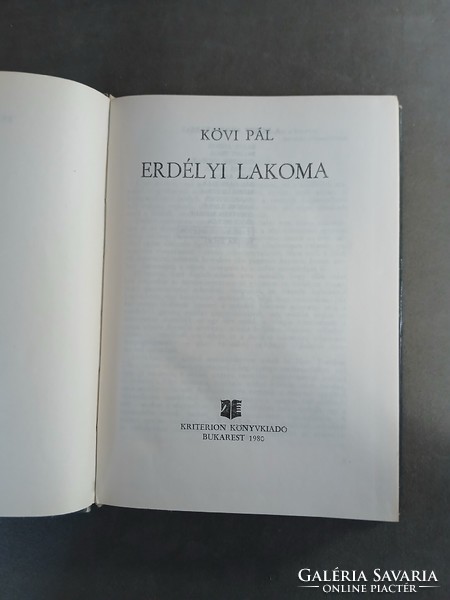 KÖVI PÁL
ERDÉLYI LAKOMA
KRITERION KÖNYVKIADÓ
BUKAREST 1980
GALÉRIA SAVARIA
ONLINE PIACTÉR